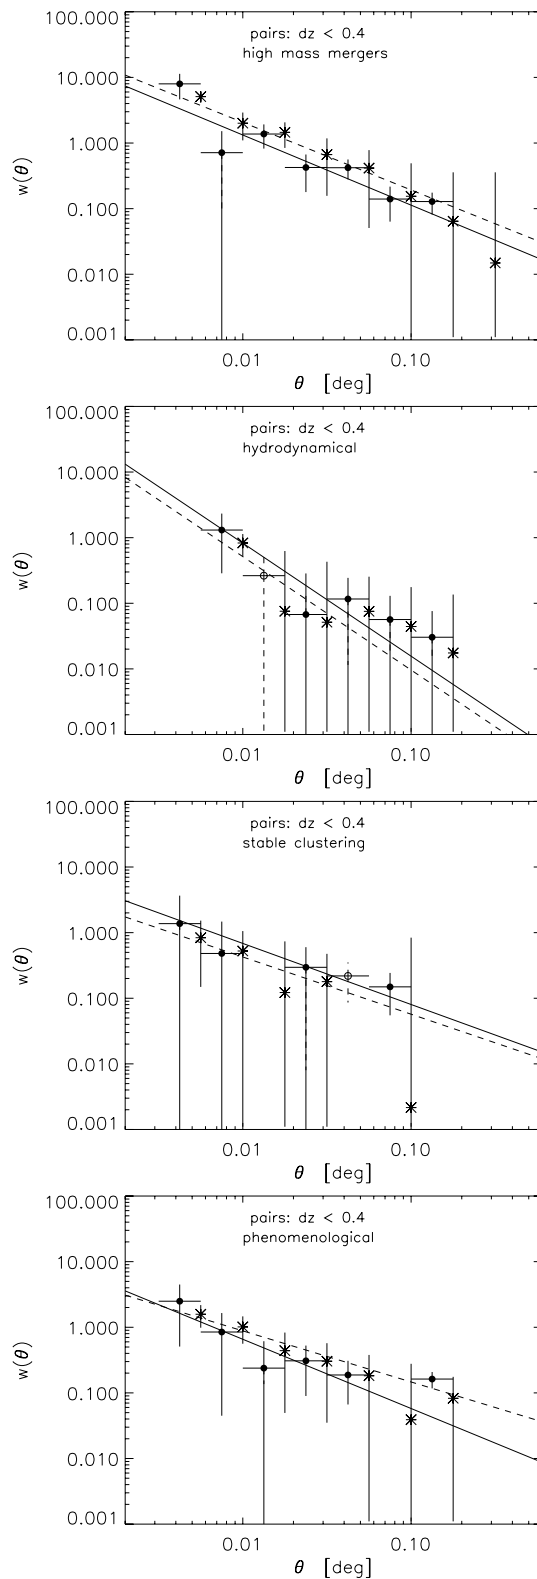 pairs: dz < 0.4
high mass mergers
100.000
10.000
1.000
0.100
0.010
0.001
w(θ)
0.01 0.10
θ [deg]
pairs: dz < 0.4
hydrodynamical
100.000
10.000
1.000
0.100
0.010
0.001
w(θ)
0.01 0.10
θ [deg]
pairs: dz < 0.4
stable clustering
100.000
10.000
1.000
0.100
0.010
0.001
w(θ)
0.01 0.10
θ [deg]
pairs: dz < 0.4
phenomenological
100.000
10.000
1.000
0.100
0.010
0.001
w(θ)
0.01 0.10
θ [deg]